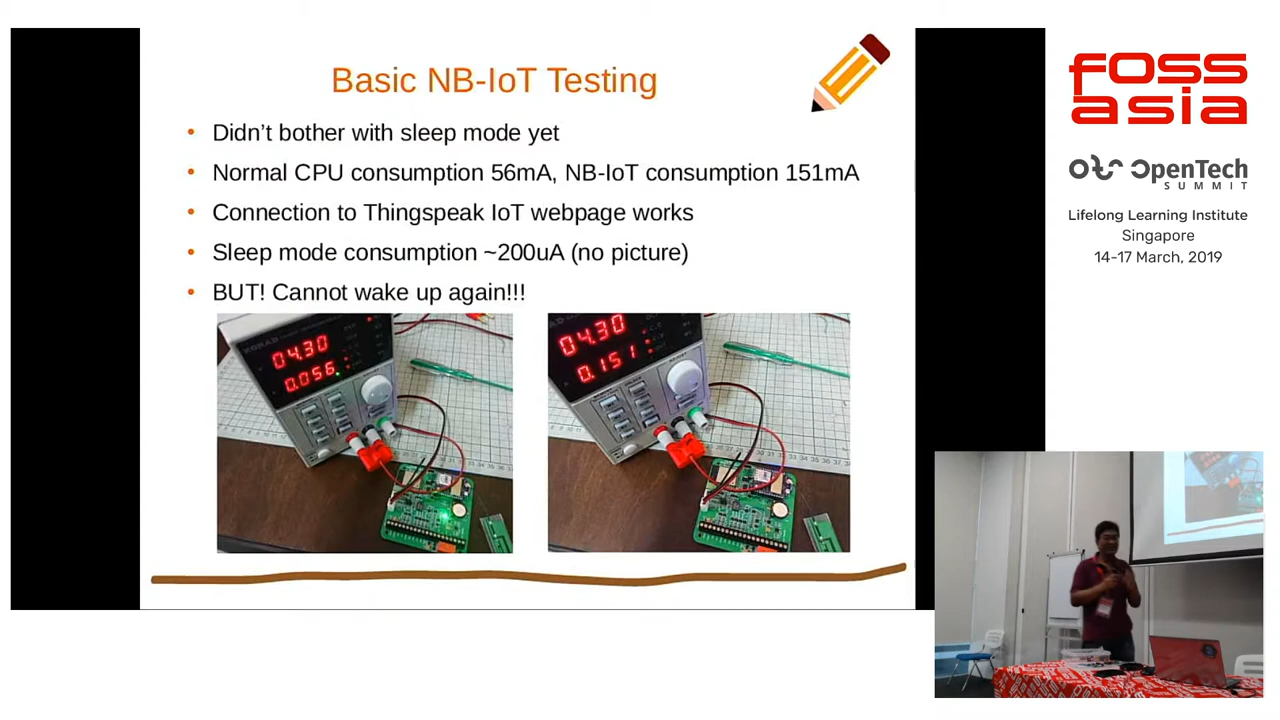 Basic NB-IoT Testing
Didn't bother with sleep mode yet
Normal CPU consumption 56mA, NB-IoT consumption 151mA
Connection to Thingspeak IoT webpage works
Sleep mode consumption ~200uA (no picture)
BUT! Cannot wake up again!!!
04.30
0.056
04.30
0.151
FOSS
asia
OpenTech
SUMMIT
Lifelong Learning Institute
Singapore
14-17 March, 2019